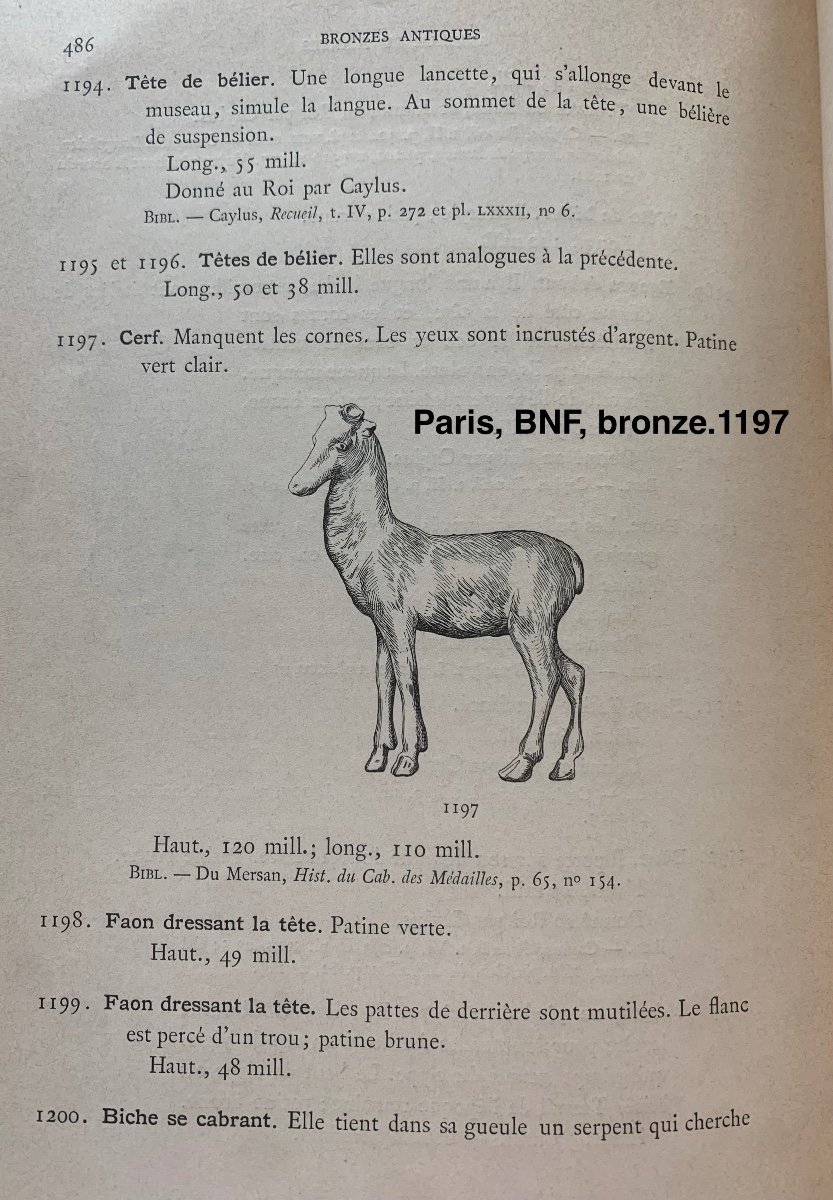 486
BRONZES ANTIQUES
1194. Tête de bélier. Une longue lancette, qui s'allonge devant le
museau, simule la langue. Au sommet de la tête, une bélière
de suspension.
Long., 55 mill.
Donné au Roi par Caylus.
BIBL. — Caylus, Recueil, t. IV, p. 272 et pl. LXXXII, nº 6.
1195 et 1196. Têtes de bélier. Elles sont analogues à la précédente.
Long., 50 et 38 mill.
1197. Cerf. Manquent les cornes. Les yeux sont incrustés d'argent. Patine
vert clair.
Paris, BNF, bronze.1197
1197
Haut., 120 mill.; long., 110 mill.
BIBL. — Du Mersan, Hist. du Cab. des Médailles, p. 65, nº 154.
1198. Faon dressant la tête. Patine verte.
Haut., 49 mill.
1199. Faon dressant la tête. Les pattes de derrière sont mutilées. Le flanc
est percé d'un trou; patine brune.
Haut., 48 mill.
1200. Biche se cabrant. Elle tient dans sa gueule un serpent qui cherche